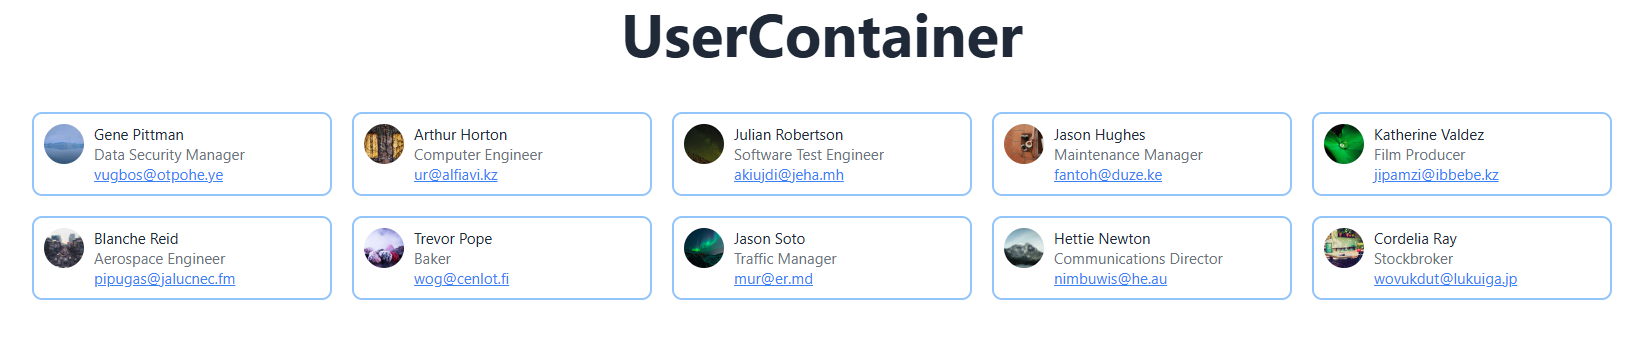 UserContainer
Gene Pittman
Data Security Manager
vugbos@otpohe.ye
Arthur Horton
Computer Engineer
ur@alfiavi.kz
Julian Robertson
Software Test Engineer
akiujdi@jeha.mh
Jason Hughes
Maintenance Manager
fantoh@duze.ke
Katherine Valdez
Film Producer
jipamzi@ibbebe.kz
Blanche Reid
Aerospace Engineer
pipugas@jalucnec.fm
Trevor Pope
Baker
wog@cenlot.fi
Jason Soto
Traffic Manager
mur@er.md
Hettie Newton
Communications Director
nimbuwis@he.au
Cordelia Ray
Stockbroker
wovukdut@lukuiga.jp